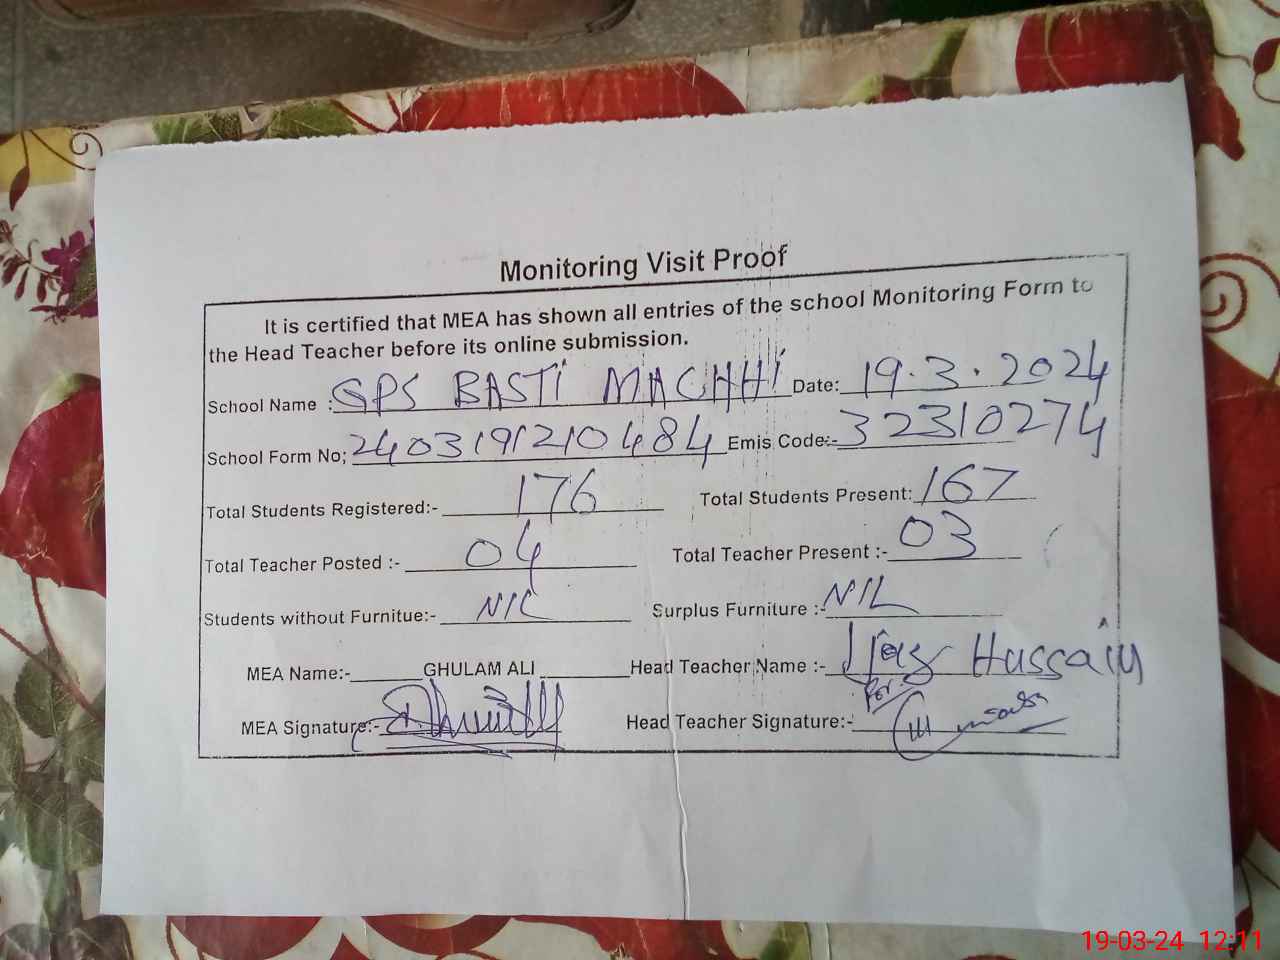 Monitoring Visit Proof
It is certified that MEA has shown all entries of the school Monitoring Form to
the Head Teacher before its online submission.
School Name : GPS BASTI MACHHI Date: 19.3.2024
School Form No; 240319121 0484 Emis Code:- 32310274
Total Students Registered:- 176 Total Students Present: 167
Total Teacher Posted :- 04 Total Teacher Present :- 03
Students without Furnitue:- NIL Surplus Furniture :- NIL
MEA Name:- GHULAM ALI Head Teacher Name :- Hussain
for.
MEA Signature:- Head Teacher Signature:-
19-03-24 12:11